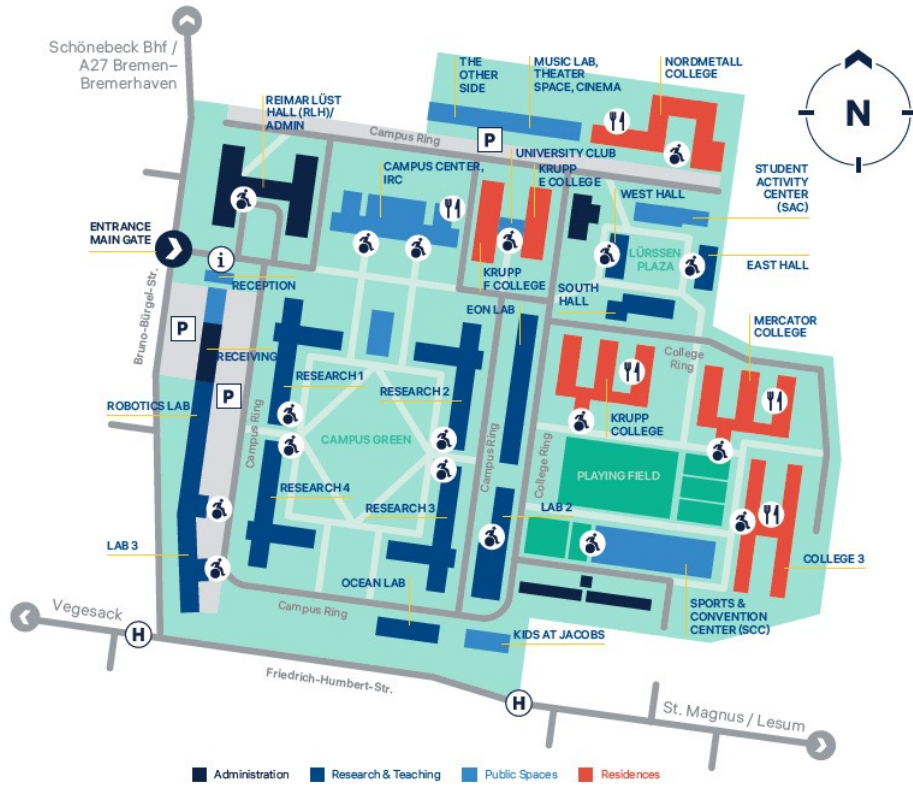 Schönebeck Bhf /
A27 Bremen–
Bremerhaven
REIMAR LÜST
HALL (RLH)/
ADMIN
THE
OTHER
SIDE
MUSIC LAB,
THEATER
SPACE, CINEMA
NORDMETALL
COLLEGE
N
Campus Ring
P
CAMPUS CENTER,
IRC
UNIVERSITY CLUB
KRUPP
E COLLEGE
WEST HALL
STUDENT
ACTIVITY
CENTER
(SAC)
ENTRANCE
MAIN GATE
i
RECEPTION
KRUPP
F COLLEGE
LÜRSSEN
PLAZA
EAST HALL
SOUTH
HALL
EON LAB
MERCATOR
COLLEGE
Bruno-Bürgel-Str.
P
RECEIVING
P
College
Ring
RESEARCH 1
RESEARCH 2
ROBOTICS LAB
Campus Ring
CAMPUS GREEN
KRUPP
COLLEGE
Campus Ring
College Ring
PLAYING FIELD
RESEARCH 4
RESEARCH 3
LAB 2
LAB 3
COLLEGE 3
OCEAN LAB
Campus Ring
SPORTS &
CONVENTION
CENTER (SCC)
KIDS AT JACOBS
Vegesack
H
Friedrich-Humbert-Str.
H
St. Magnus / Lesum
Administration
Research & Teaching
Public Spaces
Residences